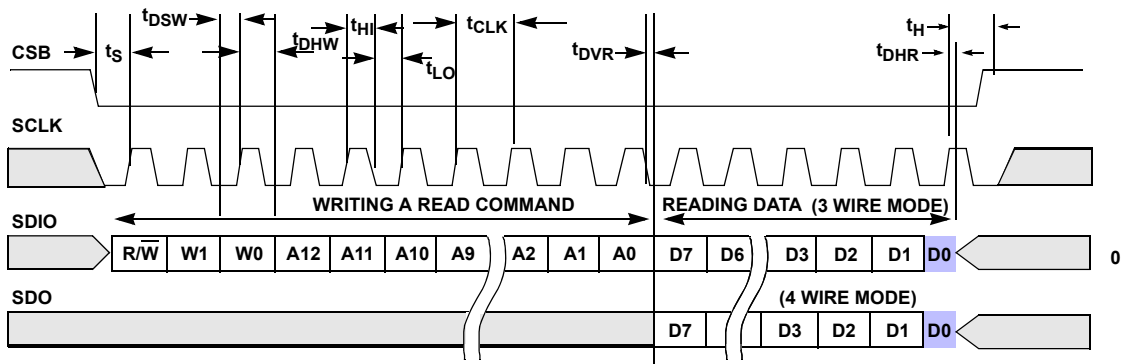 tDSW tHI tCLK tH
CSB tS tDHW tLO tDVR tDHR
SCLK
WRITING A READ COMMAND READING DATA (3 WIRE MODE)
SDIO
R/W̅ W1 W0 A12 A11 A10 A9 A2 A1 A0 D7 D6 D3 D2 D1 D0 0
SDO (4 WIRE MODE)
D7 D3 D2 D1 D0